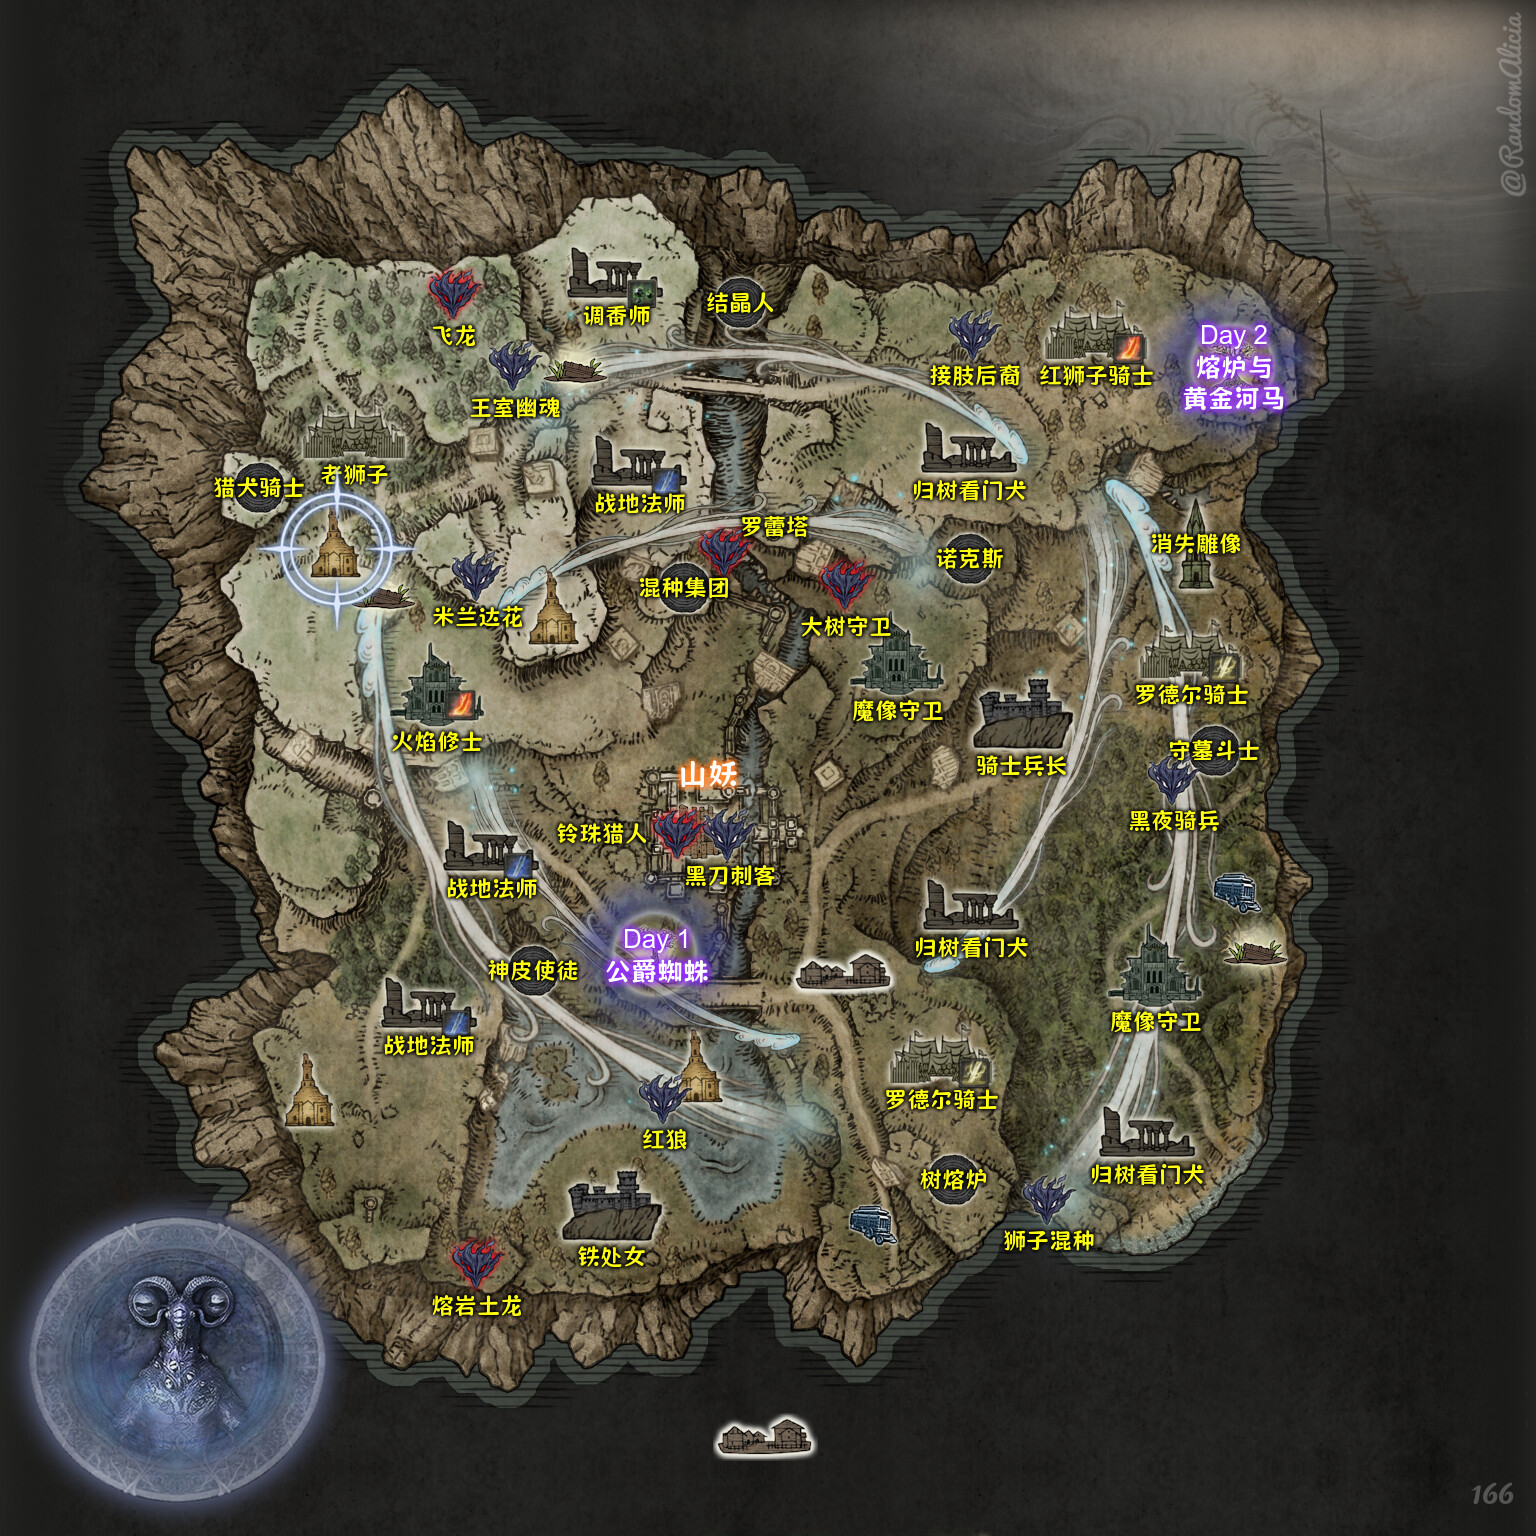 @RandomAlicia
飞龙
调香师
结晶人
接肢后裔
红狮子骑士
Day 2
熔炉与
黄金河马
王室幽魂
老狮子
猎犬骑士
战地法师
归树看门犬
罗蕾塔
消失雕像
诺克斯
混种集团
米兰达花
大树守卫
魔像守卫
罗德尔骑士
火焰修士
骑士兵长
守墓斗士
山妖
黑夜骑兵
铃珠猎人
黑刀刺客
战地法师
Day 1
公爵蜘蛛
归树看门犬
神皮使徒
魔像守卫
战地法师
罗德尔骑士
红狼
树熔炉
归树看门犬
狮子混种
铁处女
熔岩土龙
166